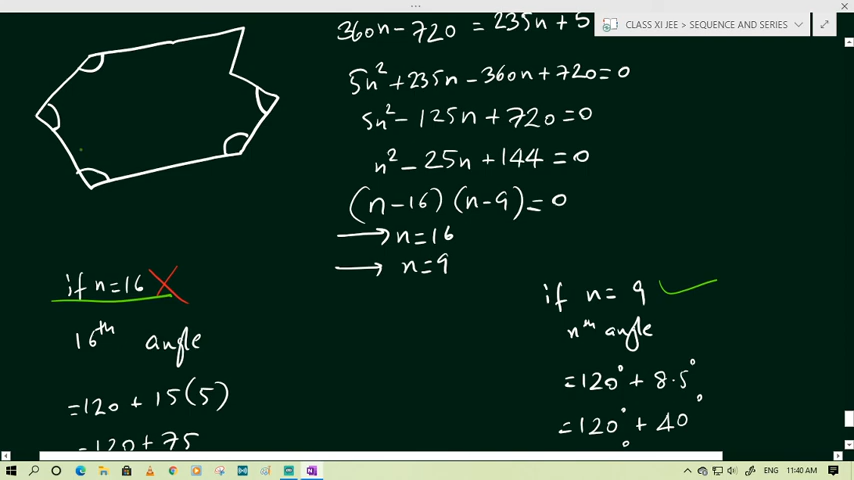 360n - 720 = 235n + 5
CLASS XI JEE > SEQUENCE AND SERIES
5n² + 235n - 360n + 720 = 0
5n² - 125n + 720 = 0
n² - 25n + 144 = 0
(n - 16) (n - 9) = 0
→ n = 16
→ n = 9
if n = 16
16th angle
= 120 + 15(5)
= 120 + 75
if n = 9
nth angle
= 120° + 8·5°
= 120° + 40°
ENG 11:40 AM